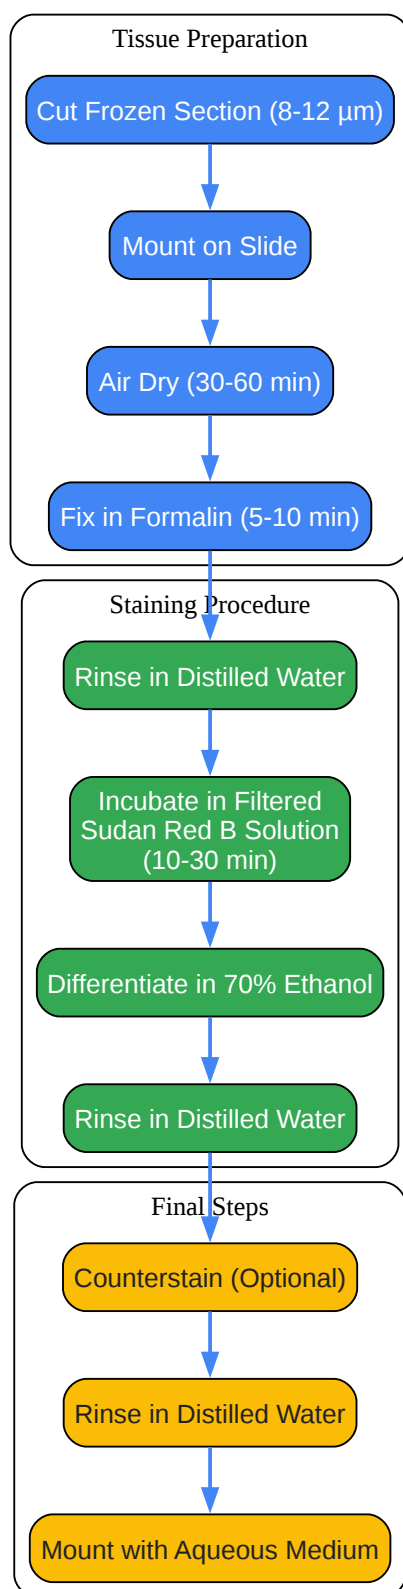 Tissue Preparation
Cut Frozen Section (8-12 µm)
Mount on Slide
Air Dry (30-60 min)
Fix in Formalin (5-10 min)
Staining Procedure
Rinse in Distilled Water
Incubate in Filtered
Sudan Red B Solution
(10-30 min)
Differentiate in 70% Ethanol
Rinse in Distilled Water
Final Steps
Counterstain (Optional)
Rinse in Distilled Water
Mount with Aqueous Medium